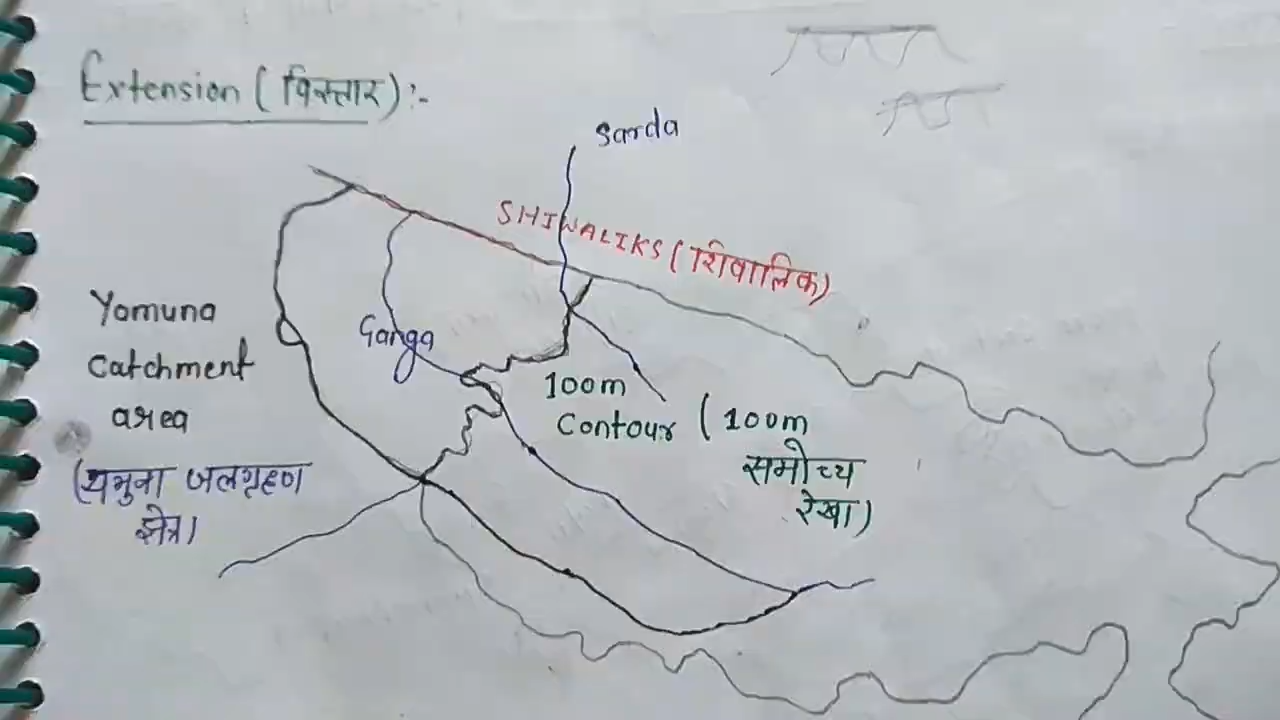 Extension (विस्तार) :-
Sarda
SHIWALIKS (शिवालिक)
Yamuna
Catchment
area
(यमुना जलग्रहण
क्षेत्र)
Ganga
100m
Contour (100m
समोच्य
रेखा)